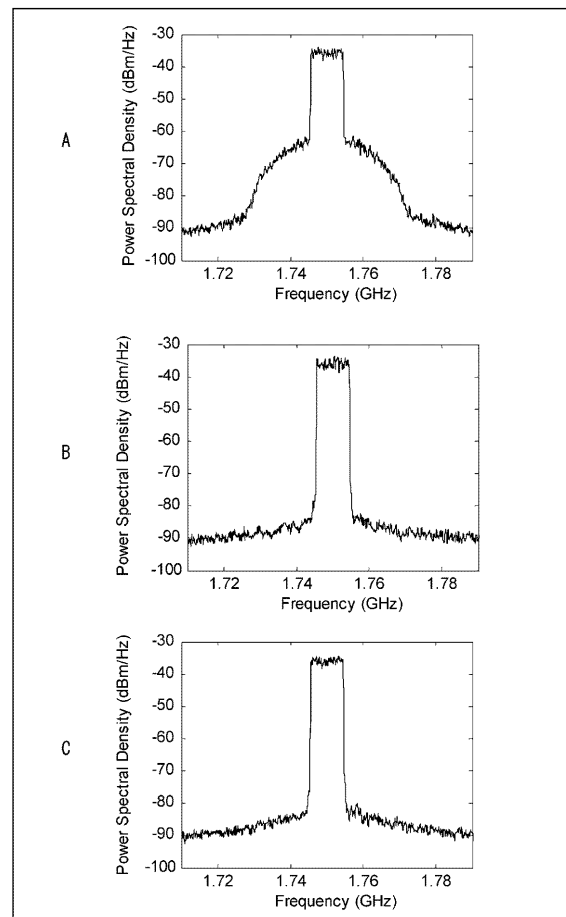 A
Power Spectral Density (dBm/Hz)
-30
-40
-50
-60
-70
-80
-90
-100
1.72 1.74 1.76 1.78
Frequency (GHz)
B
Power Spectral Density (dBm/Hz)
-30
-40
-50
-60
-70
-80
-90
-100
1.72 1.74 1.76 1.78
Frequency (GHz)
C
Power Spectral Density (dBm/Hz)
-30
-40
-50
-60
-70
-80
-90
-100
1.72 1.74 1.76 1.78
Frequency (GHz)